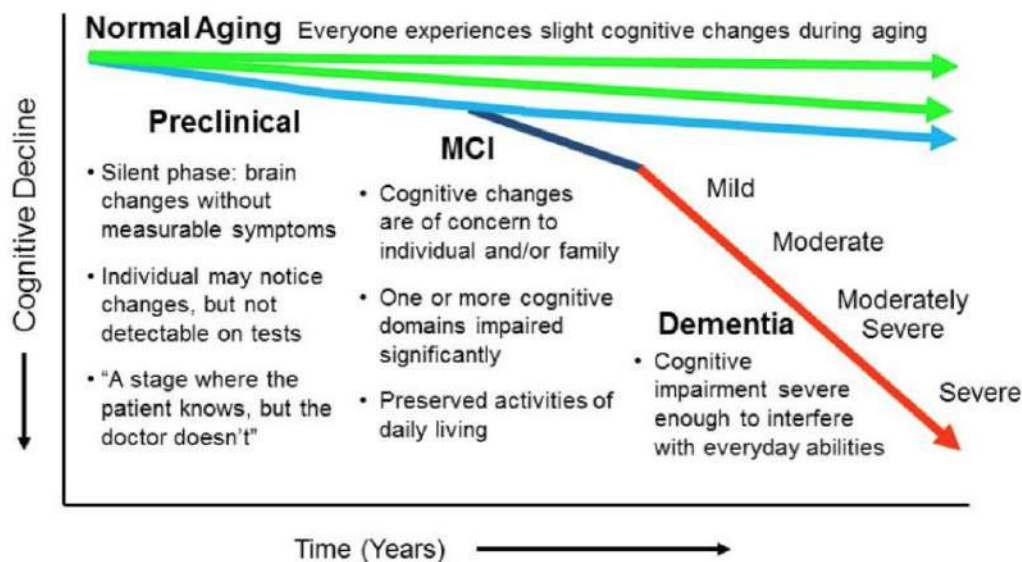 Normal Aging Everyone experiences slight cognitive changes during aging
Cognitive Decline
Preclinical
• Silent phase: brain
changes without
measurable symptoms
• Individual may notice
changes, but not
detectable on tests
• “A stage where the
patient knows, but the
doctor doesn’t”
MCI
• Cognitive changes
are of concern to
individual and/or family
• One or more cognitive
domains impaired
significantly
• Preserved activities of
daily living
Mild
Moderate
Moderately
Severe
Severe
Dementia
• Cognitive
impairment severe
enough to interfere
with everyday abilities
Time (Years)